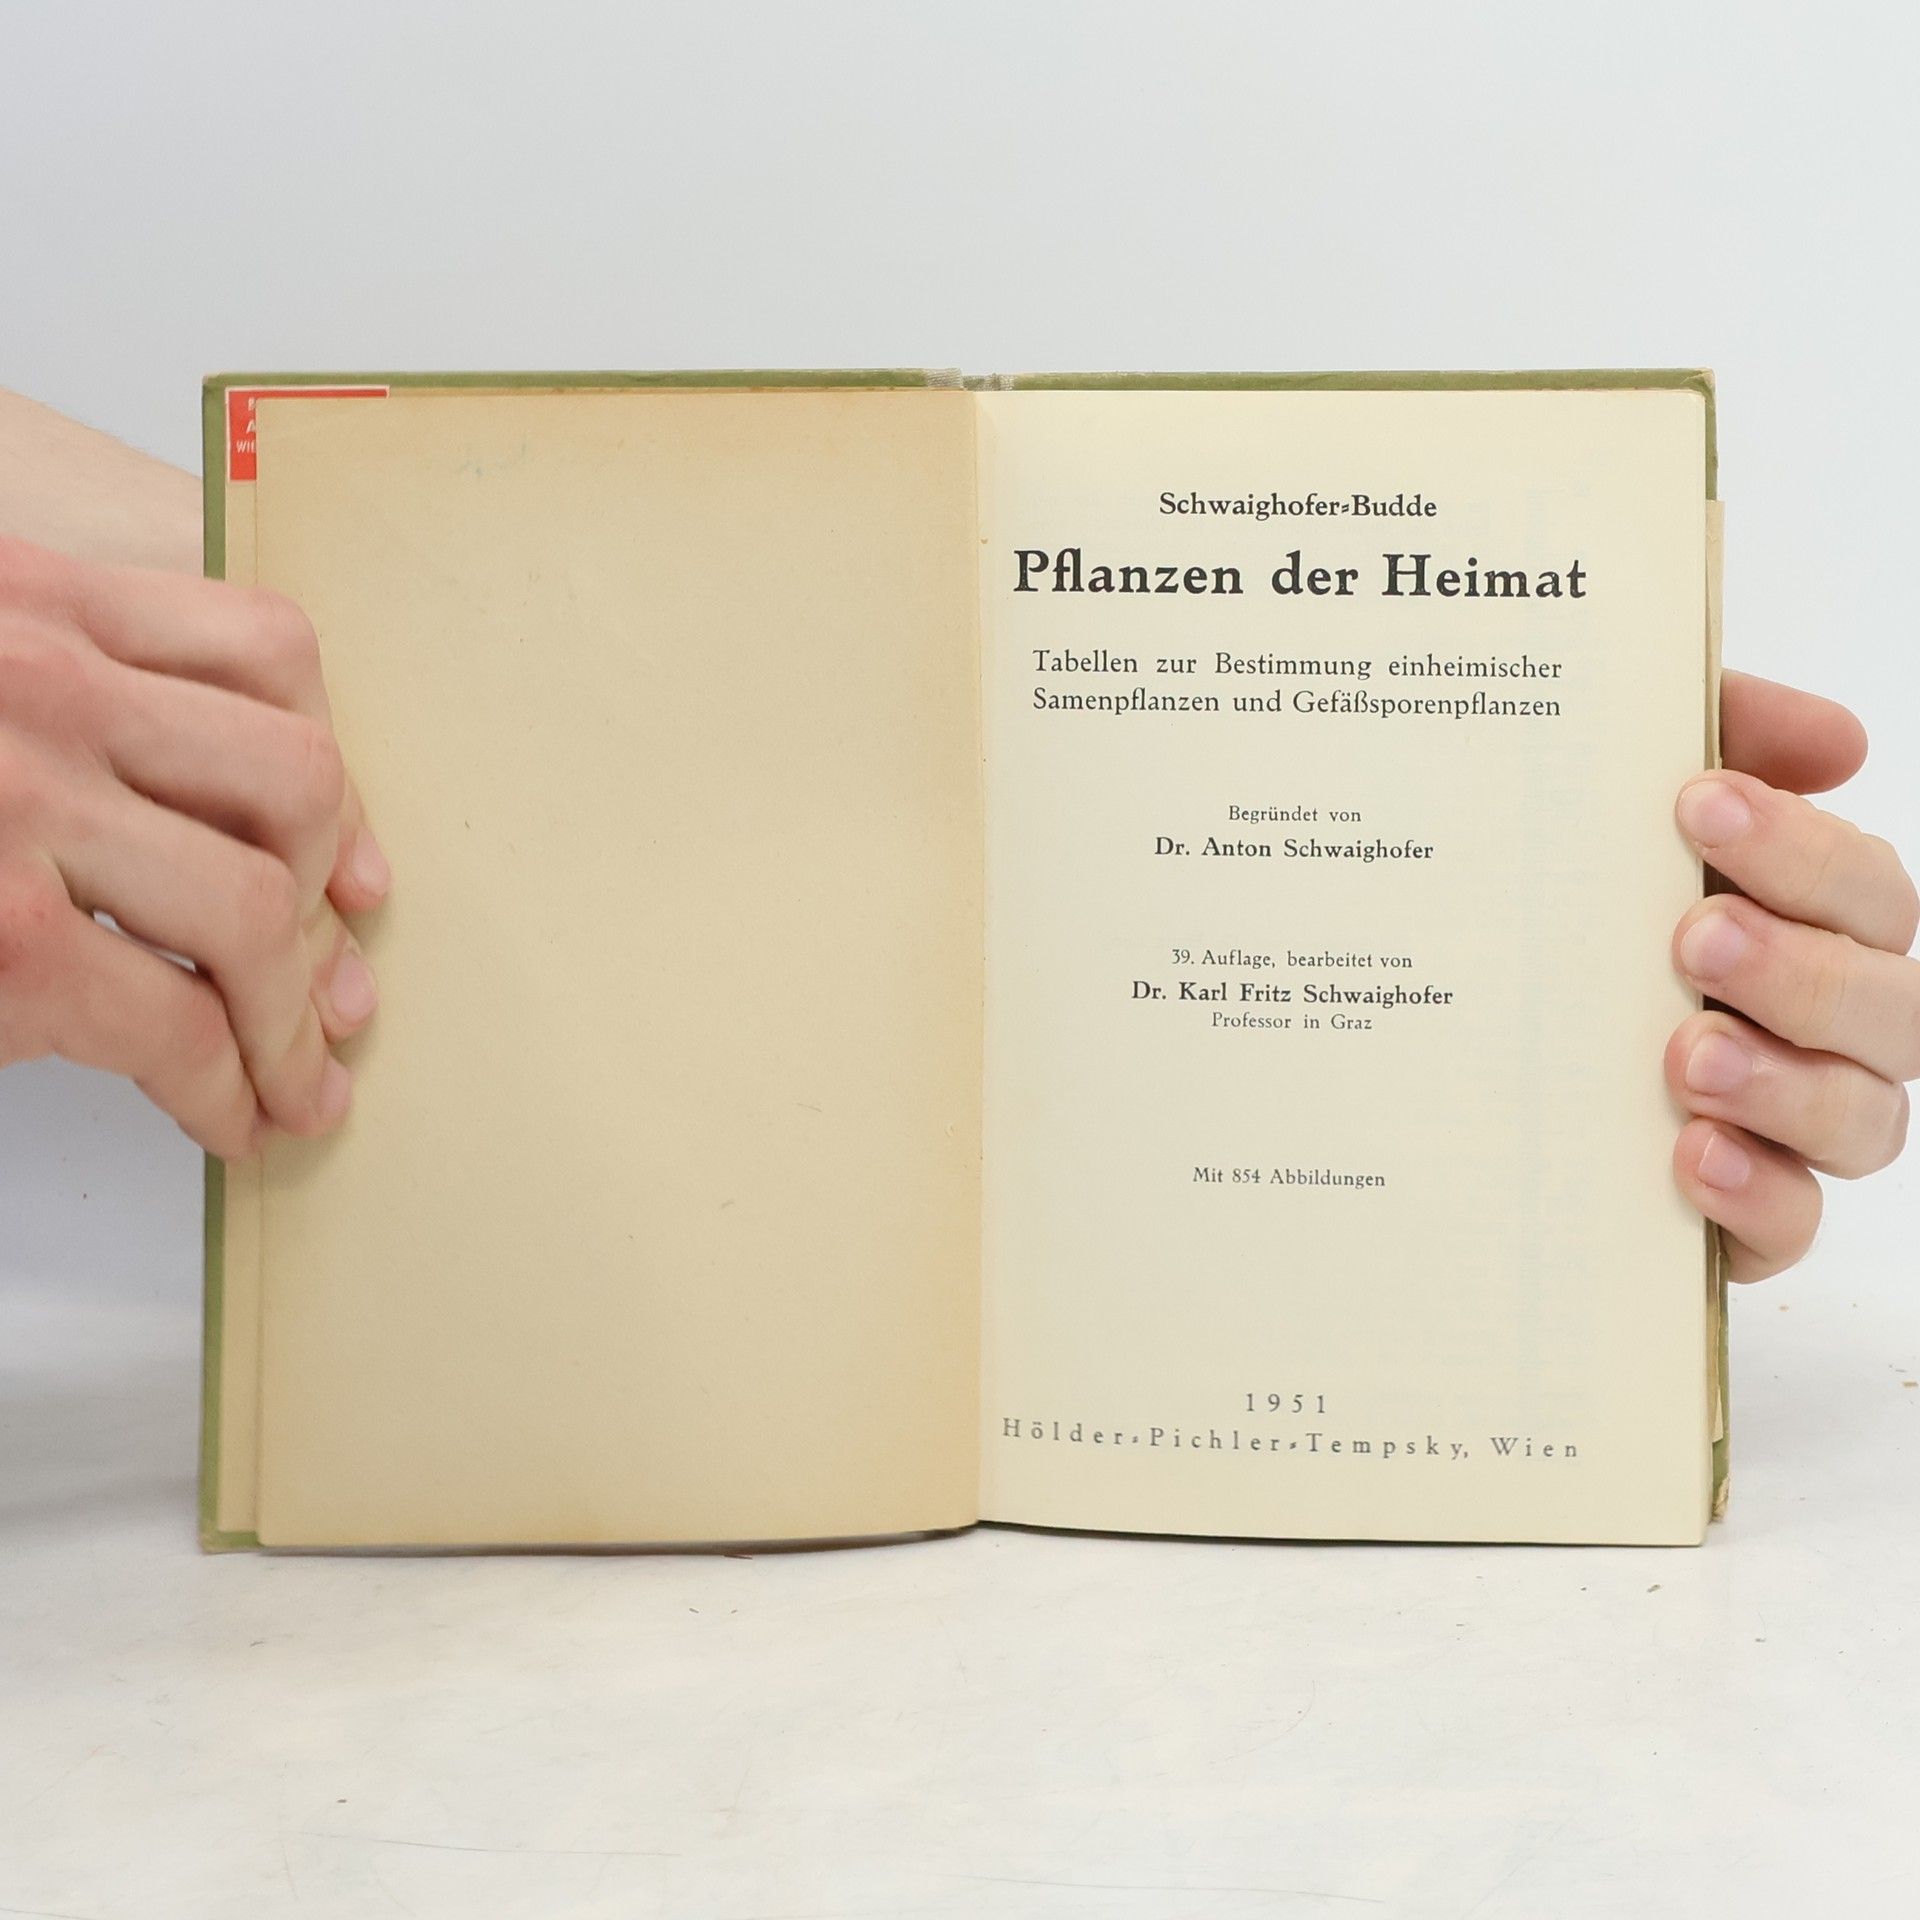 Schwaighofer⸗Budde
Pflanzen der Heimat
Tabellen zur Bestimmung einheimischer
Samenpflanzen und Gefäßsporenpflanzen
Begründet von
Dr. Anton Schwaighofer
39. Auflage, bearbeitet von
Dr. Karl Fritz Schwaighofer
Professor in Graz
Mit 854 Abbildungen
1951
Hölder⸗Pichler⸗Tempsky, Wien